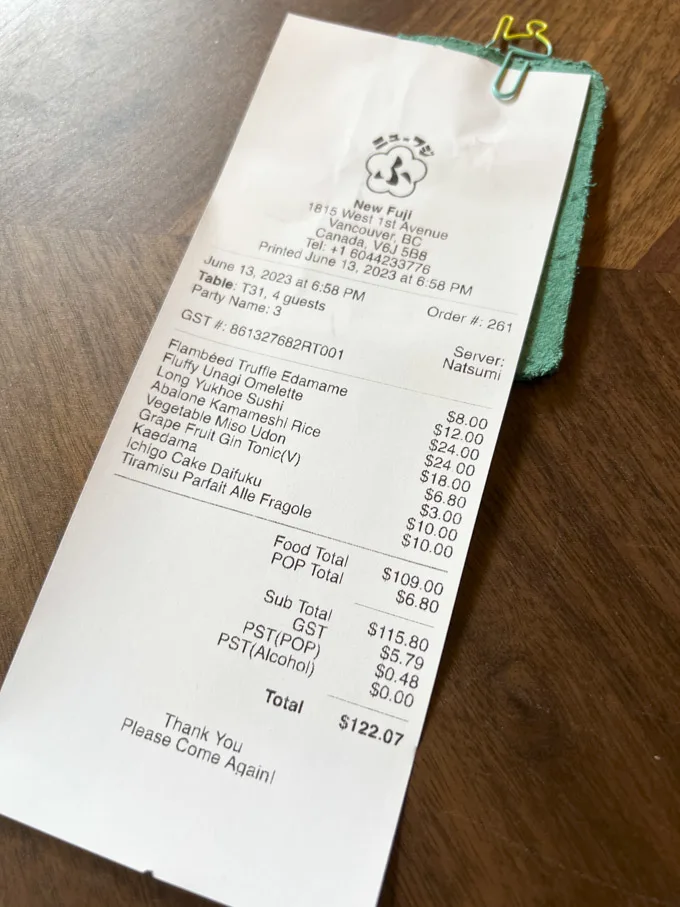 ニューフジ
ふ
New Fuji
1815 West 1st Avenue
Vancouver, BC
Canada, V6J 5B8
Tel: +1 6044233776
Printed June 13, 2023 at 6:58 PM
June 13, 2023 at 6:58 PM
Table: T31, 4 guests Order #: 261
Party Name: 3
GST #: 861327682RT001 Server: Natsumi
Flambéed Truffle Edamame $8.00
Fluffy Unagi Omelette $12.00
Long Yukhoe Sushi $24.00
Abalone Kamameshi Rice $24.00
Vegetable Miso Udon $18.00
Grape Fruit Gin Tonic(V) $6.80
Kaedama $3.00
Ichigo Cake Daifuku $10.00
Tiramisu Parfait Alle Fragole $10.00
Food Total $109.00
POP Total $6.80
Sub Total $115.80
GST $5.79
PST(POP) $0.48
PST(Alcohol) $0.00
Total $122.07
Thank You
Please Come Again!